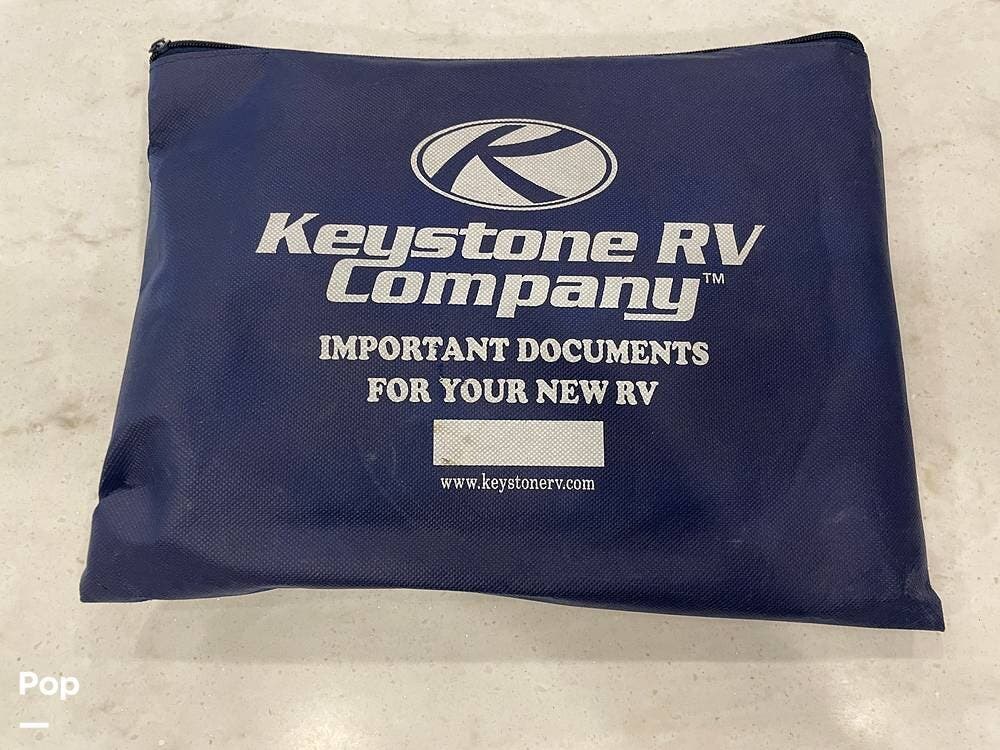 K
Keystone RV
Company™
IMPORTANT DOCUMENTS
FOR YOUR NEW RV
www.keystonerv.com
Pop